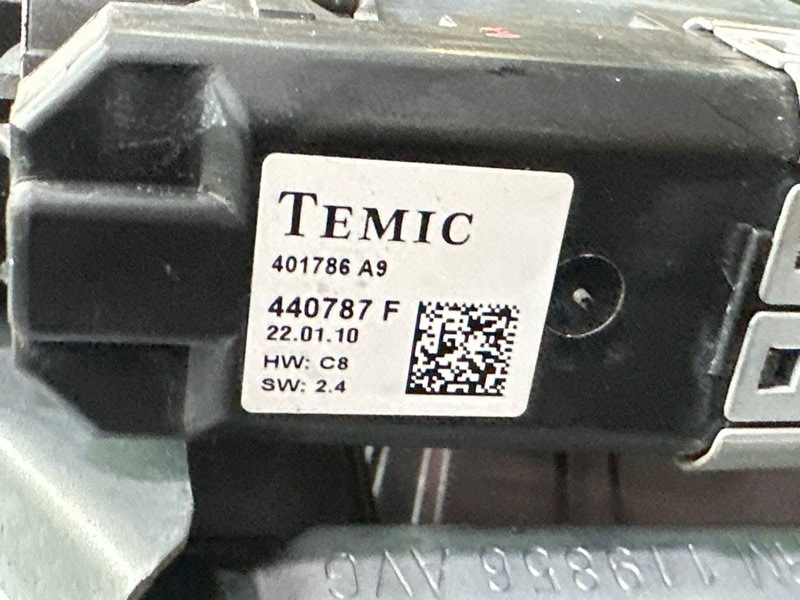 TEMIC
401786 A9
440787 F
22.01.10
HW: C8
SW: 2.4